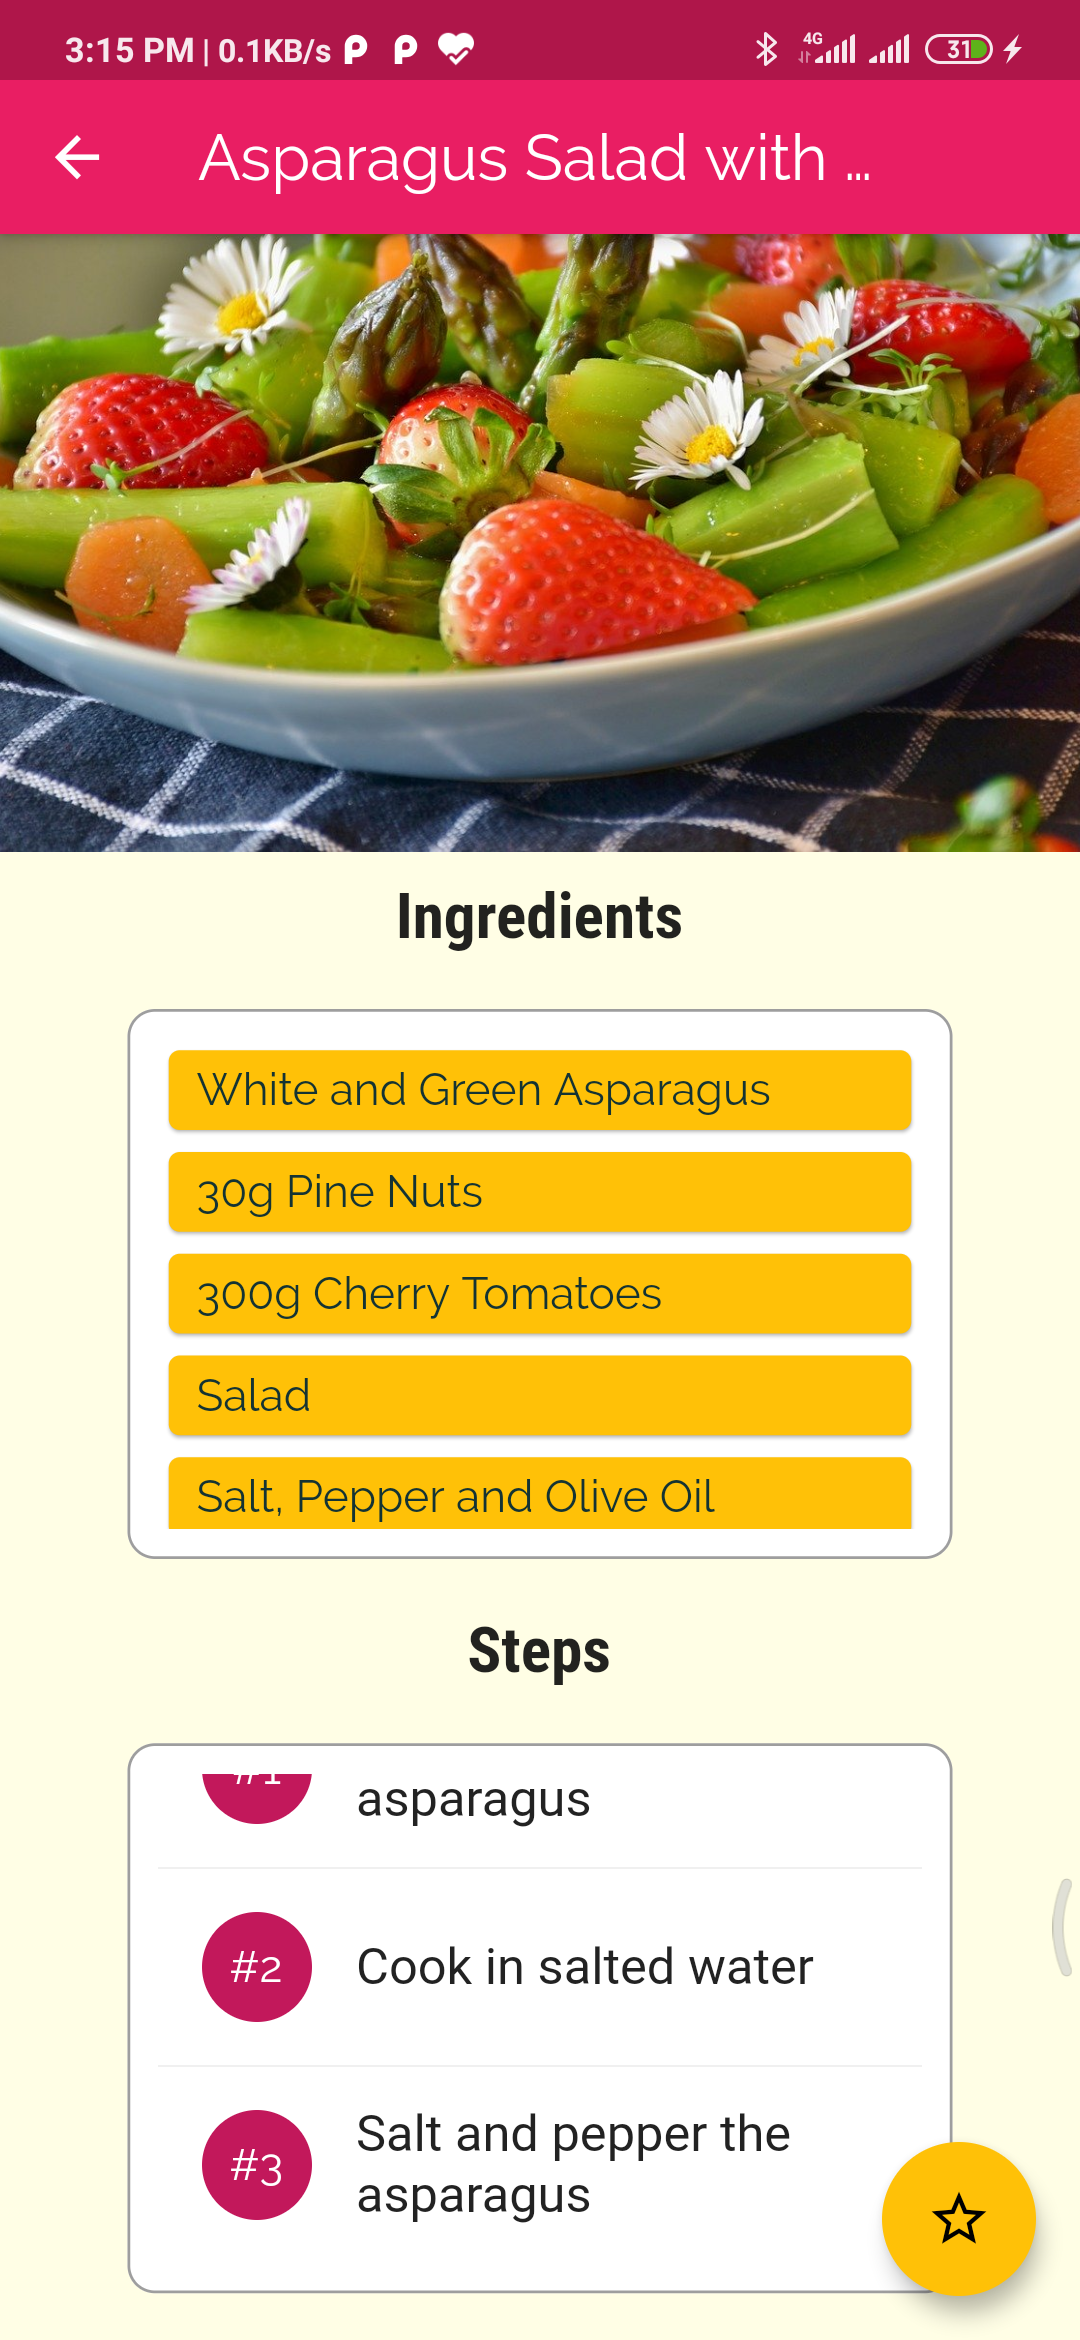 3:15 PM | 0.1KB/s
4G
31
Asparagus Salad with ...
Ingredients
White and Green Asparagus
30g Pine Nuts
300g Cherry Tomatoes
Salad
Salt, Pepper and Olive Oil
Steps
#1
asparagus
#2
Cook in salted water
#3
Salt and pepper the
asparagus